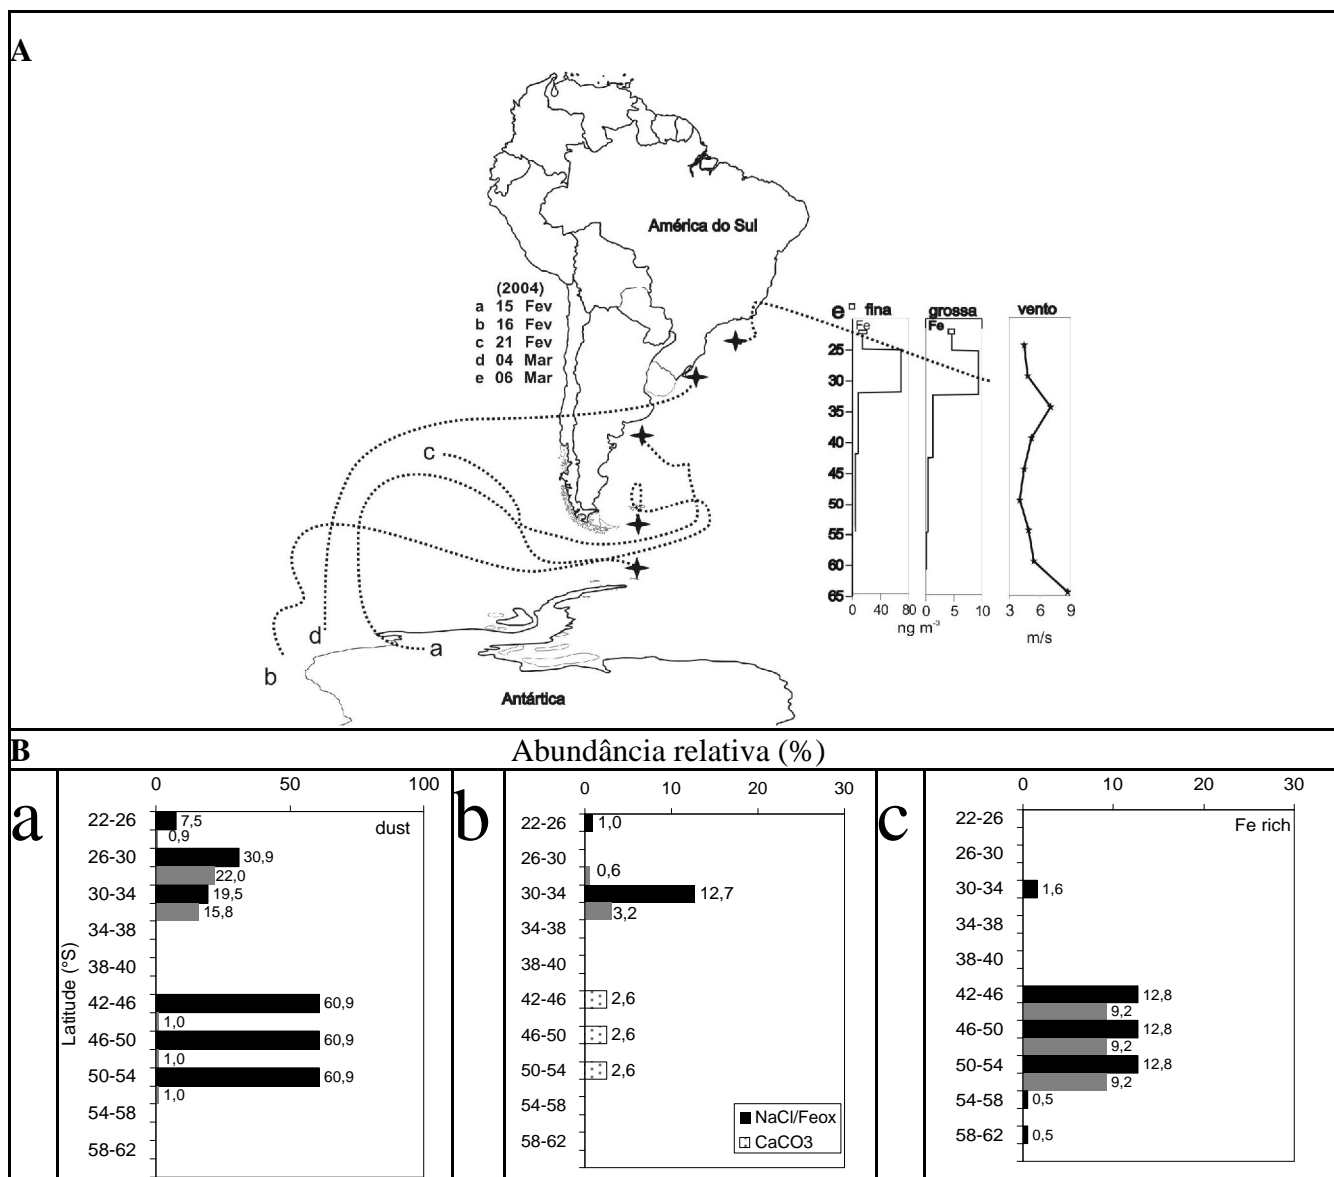 A
América do Sul
(2004)
a 15 Fev
b 16 Fev
c 21 Fev
d 04 Mar
e 06 Mar
e fina grossa vento
Fe Fe
25
30
35
40
45
50
55
60
65
0 40 80 0 5 10 3 6 9
ng m⁻³ m/s
c
d
a
b
Antártica
B Abundância relativa (%)
a
0 50 100
dust
Latitude (°S)
22-26 7,5
0,9
26-30 30,9
22,0
30-34 19,5
15,8
34-38
38-40
42-46 60,9
1,0
46-50 60,9
1,0
50-54 60,9
1,0
54-58
58-62
b
0 10 20 30
22-26 1,0
26-30
0,6
30-34 12,7
3,2
34-38
38-40
42-46 2,6
46-50 2,6
50-54 2,6
54-58
58-62
NaCl/Feox
CaCO3
c
0 10 20 30
Fe rich
22-26
26-30
30-34 1,6
34-38
38-40
42-46 12,8
9,2
46-50 12,8
9,2
50-54 12,8
9,2
54-58 0,5
58-62 0,5